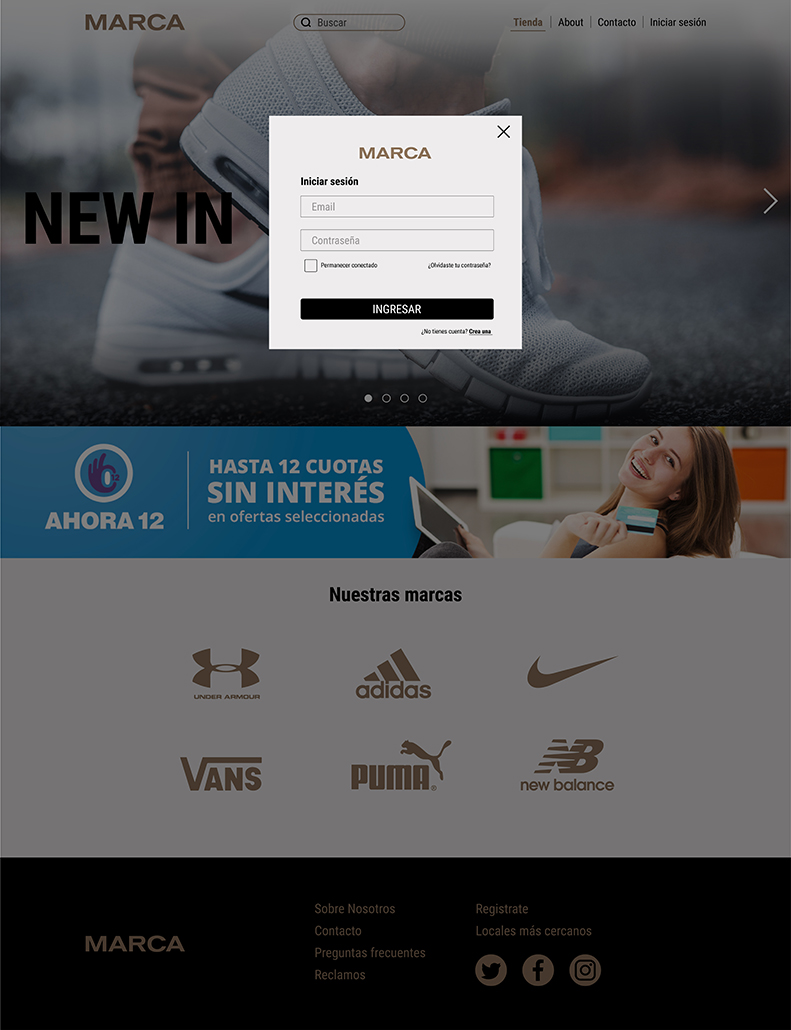 MARCA
Buscar
Tienda
About
Contacto
Iniciar sesión
MARCA
Iniciar sesión
Email
Contraseña
Permanecer conectado
¿Olvidaste tu contraseña?
INGRESAR
¿No tienes cuenta? Crea una
NEW IN
12
AHORA 12
HASTA 12 CUOTAS
SIN INTERÉS
en ofertas seleccionadas
Nuestras marcas
UNDER ARMOUR
adidas
VANS
PUMA®
NB
new balance
MARCA
Sobre Nosotros
Contacto
Preguntas frecuentes
Reclamos
Registrate
Locales más cercanos